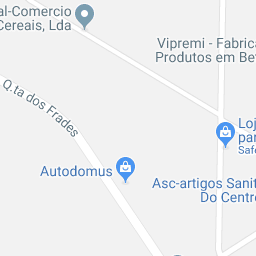 al-Comercio
Cereais, Lda
Vipremi - Fabrica
Produtos em Bet
Q.ta dos Frades
Loj
par
Safe
Autodomus
Asc-artigos Sanit
Do Centro